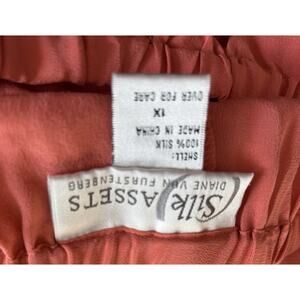 Silk ASSETS
DIANE VON FURSTENBERG
SHELL:
100% SILK
MADE IN CHINA
1X
OVER FOR CARE